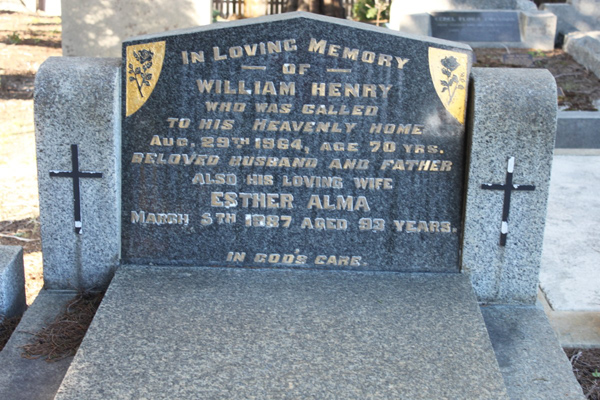 IN LOVING MEMORY
— OF —
WILLIAM HENRY
WHO WAS CALLED
TO HIS HEAVENLY HOME
AUG. 29TH 1964, AGE 70 YRS.
BELOVED HUSBAND AND FATHER
ALSO HIS LOVING WIFE
ESTHER ALMA
MARCH 5TH 1987 AGED 93 YEARS.
IN GOD'S CARE.